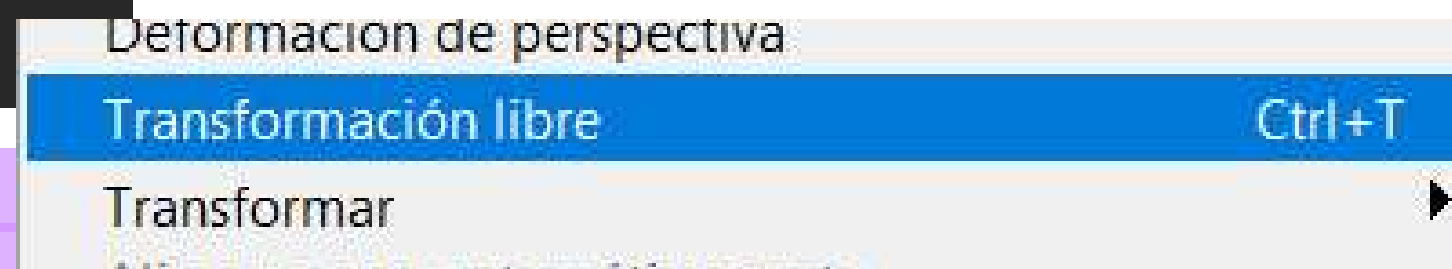 Deformación de perspectiva
Transformación libre Ctrl+T
Transformar